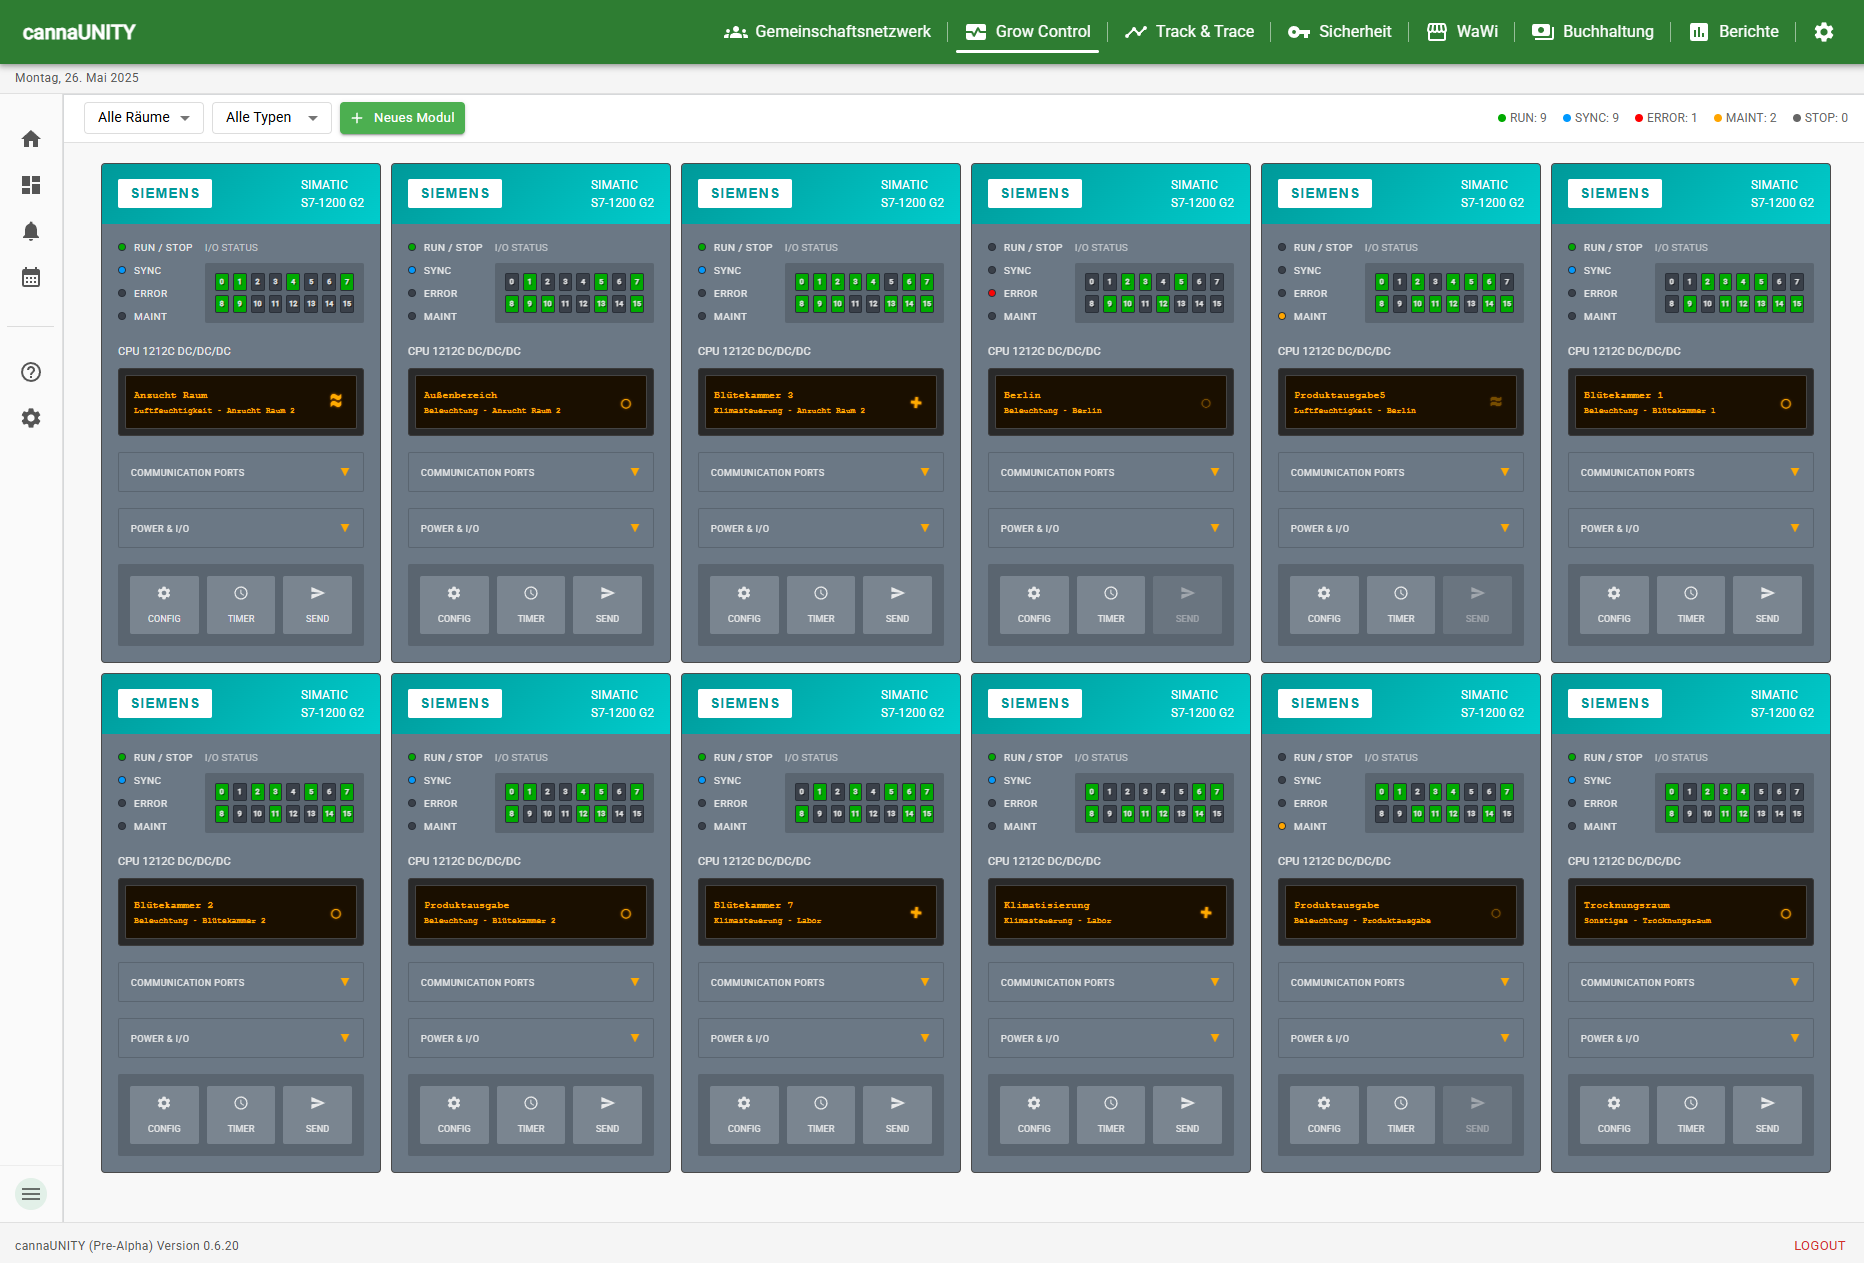 cannaUNITY
Gemeinschaftsnetzwerk
Grow Control
Track & Trace
Sicherheit
WaWi
Buchhaltung
Berichte
Montag, 26. Mai 2025
Alle Räume
Alle Typen
+ Neues Modul
RUN: 9
SYNC: 9
ERROR: 1
MAINT: 2
STOP: 0
SIEMENS
SIMATIC
S7-1200 G2
RUN / STOP
I/O STATUS
SYNC
ERROR
MAINT
0 1 2 3 4 5 6 7
8 9 10 11 12 13 14 15
CPU 1212C DC/DC/DC
Anzucht Raum
Luftfeuchtigkeit - Anzucht Raum 2
COMMUNICATION PORTS
POWER & I/O
CONFIG
TIMER
SEND
SIEMENS
SIMATIC
S7-1200 G2
RUN / STOP
I/O STATUS
SYNC
ERROR
MAINT
0 1 2 3 4 5 6 7
8 9 10 11 12 13 14 15
CPU 1212C DC/DC/DC
Außenbereich
Beleuchtung - Anzucht Raum 2
COMMUNICATION PORTS
POWER & I/O
CONFIG
TIMER
SEND
SIEMENS
SIMATIC
S7-1200 G2
RUN / STOP
I/O STATUS
SYNC
ERROR
MAINT
0 1 2 3 4 5 6 7
8 9 10 11 12 13 14 15
CPU 1212C DC/DC/DC
Blütekammer 3
Klimasteuerung - Anzucht Raum 2
COMMUNICATION PORTS
POWER & I/O
CONFIG
TIMER
SEND
SIEMENS
SIMATIC
S7-1200 G2
RUN / STOP
I/O STATUS
SYNC
ERROR
MAINT
0 1 2 3 4 5 6 7
8 9 10 11 12 13 14 15
CPU 1212C DC/DC/DC
Berlin
Beleuchtung - Berlin
COMMUNICATION PORTS
POWER & I/O
CONFIG
TIMER
SEND
SIEMENS
SIMATIC
S7-1200 G2
RUN / STOP
I/O STATUS
SYNC
ERROR
MAINT
0 1 2 3 4 5 6 7
8 9 10 11 12 13 14 15
CPU 1212C DC/DC/DC
Produktausgabe5
Luftfeuchtigkeit - Berlin
COMMUNICATION PORTS
POWER & I/O
CONFIG
TIMER
SEND
SIEMENS
SIMATIC
S7-1200 G2
RUN / STOP
I/O STATUS
SYNC
ERROR
MAINT
0 1 2 3 4 5 6 7
8 9 10 11 12 13 14 15
CPU 1212C DC/DC/DC
Blütekammer 1
Beleuchtung - Blütekammer 1
COMMUNICATION PORTS
POWER & I/O
CONFIG
TIMER
SEND
SIEMENS
SIMATIC
S7-1200 G2
RUN / STOP
I/O STATUS
SYNC
ERROR
MAINT
0 1 2 3 4 5 6 7
8 9 10 11 12 13 14 15
CPU 1212C DC/DC/DC
Blütekammer 2
Beleuchtung - Blütekammer 2
COMMUNICATION PORTS
POWER & I/O
CONFIG
TIMER
SEND
SIEMENS
SIMATIC
S7-1200 G2
RUN / STOP
I/O STATUS
SYNC
ERROR
MAINT
0 1 2 3 4 5 6 7
8 9 10 11 12 13 14 15
CPU 1212C DC/DC/DC
Produktausgabe
Beleuchtung - Blütekammer 2
COMMUNICATION PORTS
POWER & I/O
CONFIG
TIMER
SEND
SIEMENS
SIMATIC
S7-1200 G2
RUN / STOP
I/O STATUS
SYNC
ERROR
MAINT
0 1 2 3 4 5 6 7
8 9 10 11 12 13 14 15
CPU 1212C DC/DC/DC
Blütekammer 7
Klimasteuerung - Labor
COMMUNICATION PORTS
POWER & I/O
CONFIG
TIMER
SEND
SIEMENS
SIMATIC
S7-1200 G2
RUN / STOP
I/O STATUS
SYNC
ERROR
MAINT
0 1 2 3 4 5 6 7
8 9 10 11 12 13 14 15
CPU 1212C DC/DC/DC
Klimatisierung
Klimasteuerung - Labor
COMMUNICATION PORTS
POWER & I/O
CONFIG
TIMER
SEND
SIEMENS
SIMATIC
S7-1200 G2
RUN / STOP
I/O STATUS
SYNC
ERROR
MAINT
0 1 2 3 4 5 6 7
8 9 10 11 12 13 14 15
CPU 1212C DC/DC/DC
Produktausgabe
Beleuchtung - Produktausgabe
COMMUNICATION PORTS
POWER & I/O
CONFIG
TIMER
SEND
SIEMENS
SIMATIC
S7-1200 G2
RUN / STOP
I/O STATUS
SYNC
ERROR
MAINT
0 1 2 3 4 5 6 7
8 9 10 11 12 13 14 15
CPU 1212C DC/DC/DC
Trocknungsraum
Sonstiges - Trocknungsraum
COMMUNICATION PORTS
POWER & I/O
CONFIG
TIMER
SEND
cannaUNITY (Pre-Alpha) Version 0.6.20
LOGOUT